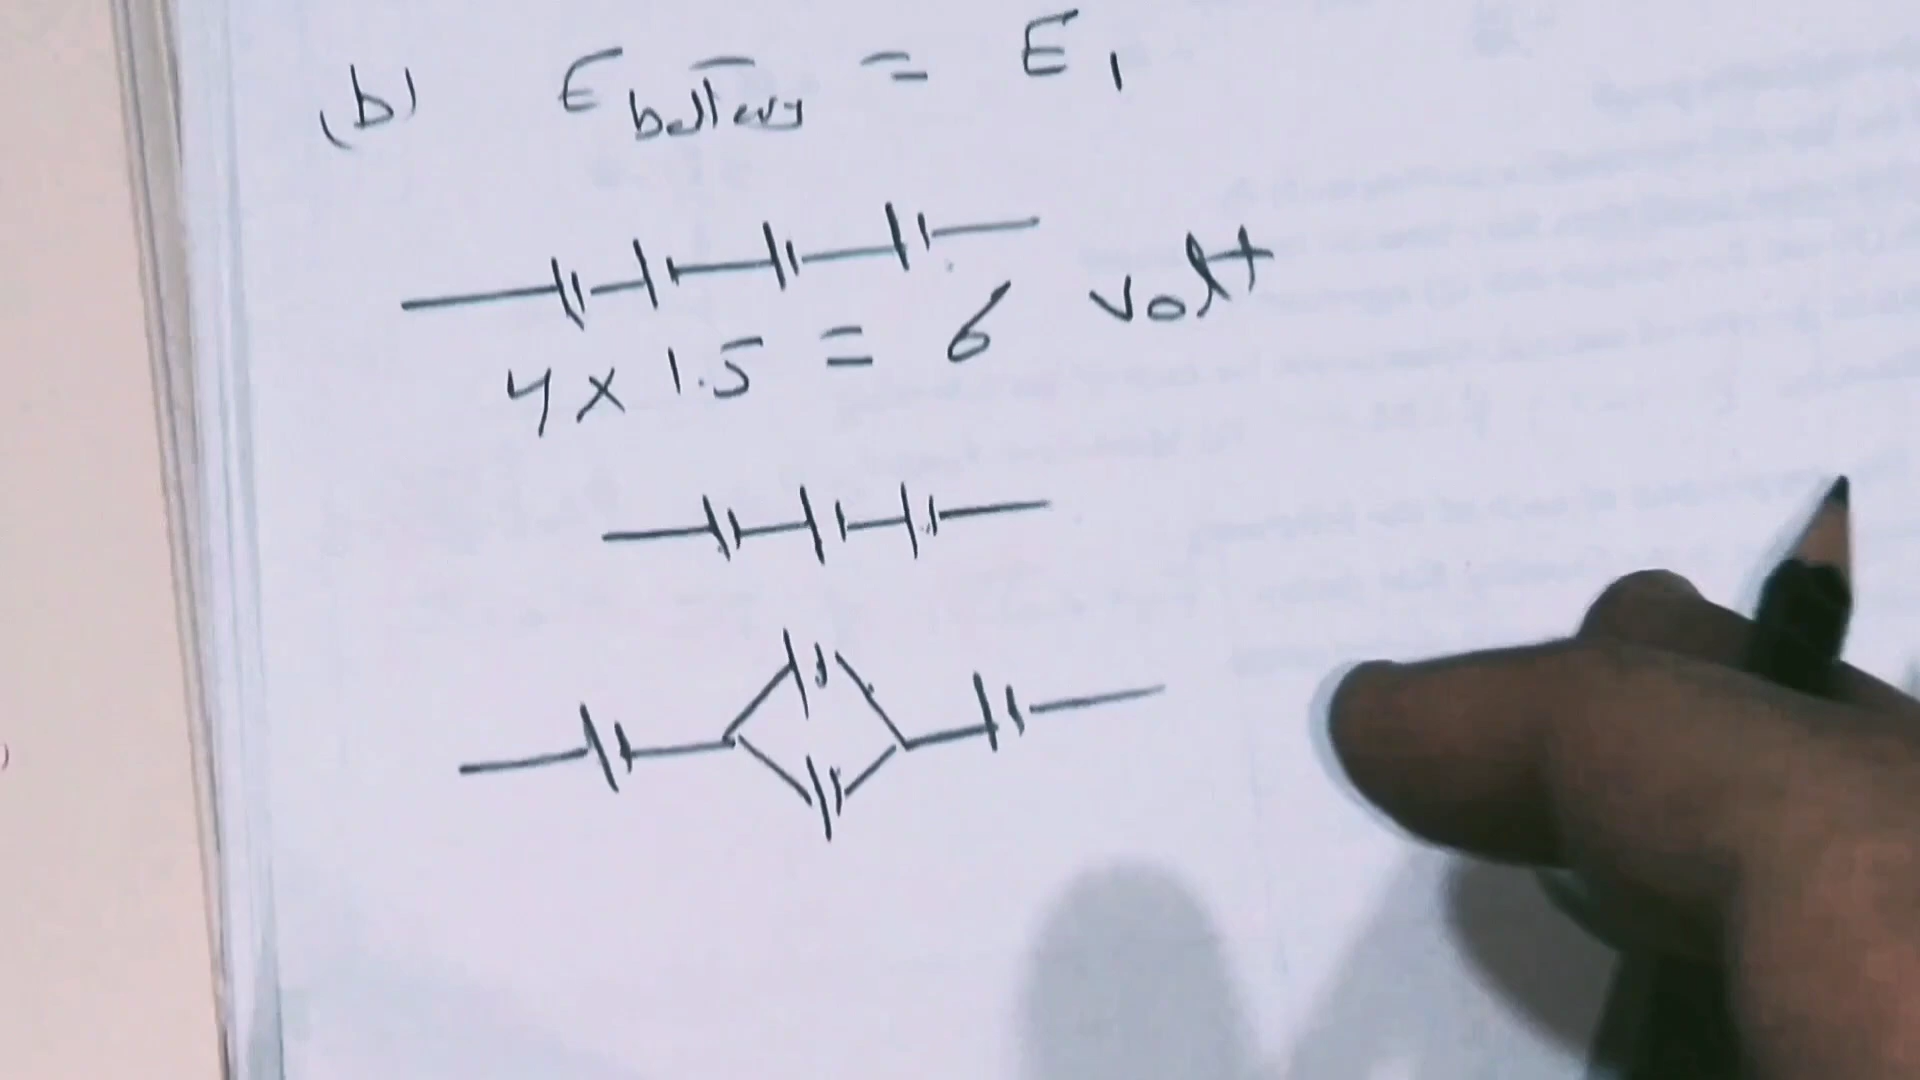 (b) E battery = E1
4 × 1.5 = 6 volt